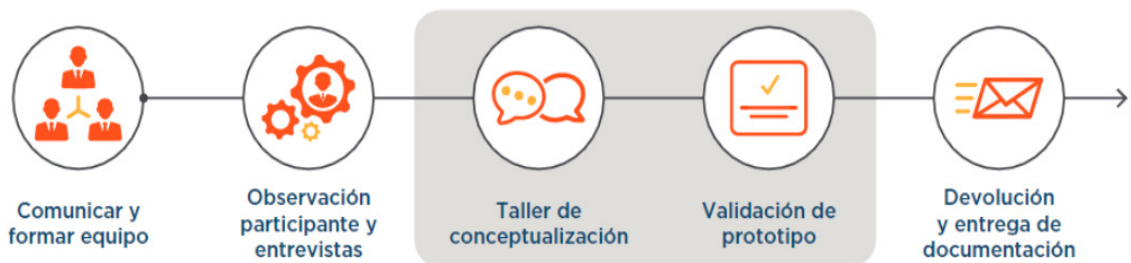 Comunicar y
formar equipo
Observación
participante y
entrevistas
Taller de
conceptualización
Validación de
prototipo
Devolución
y entrega de
documentación